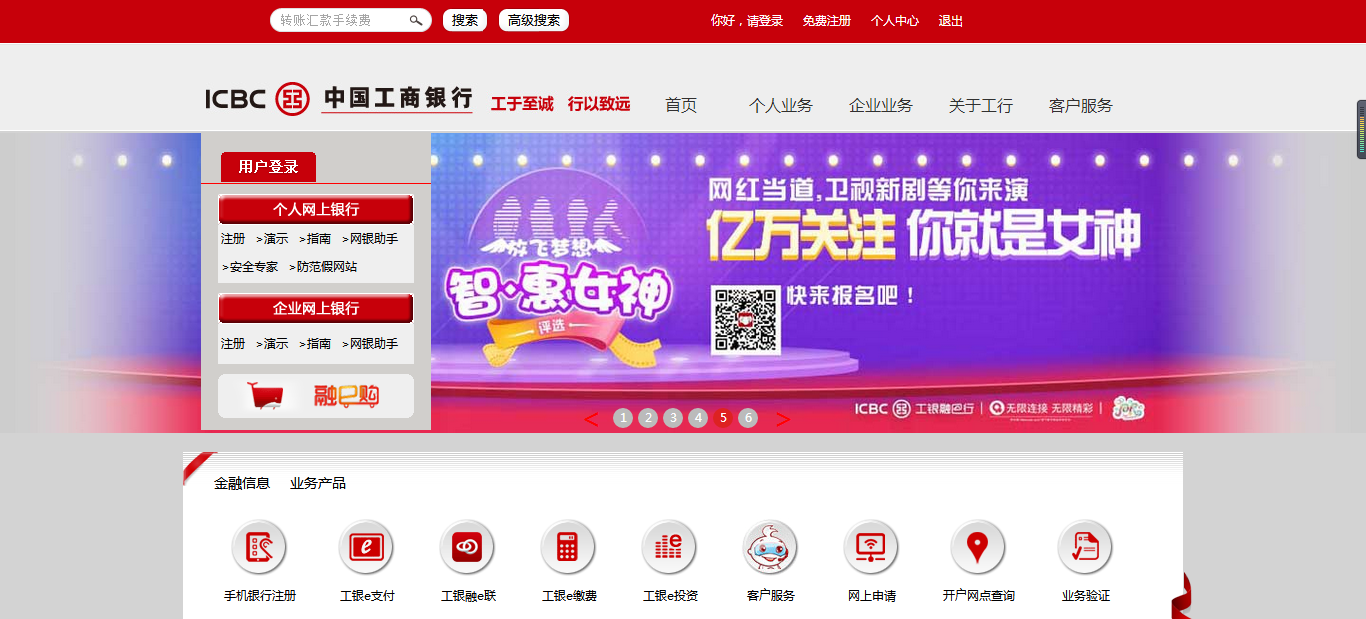 转账汇款手续费 搜索 高级搜索 你好，请登录 免费注册 个人中心 退出
ICBC 中国工商银行 工于至诚 行以致远 首页 个人业务 企业业务 关于工行 客户服务
用户登录
个人网上银行
注册 >演示 >指南 >网银助手
>安全专家 >防范假网站
企业网上银行
注册 >演示 >指南 >网银助手
融e购
放飞梦想
智·惠女神
评选
网红当道,卫视新剧等你来演
亿万关注 你就是女神
快来报名吧！
ICBC 工银融e行 | 无限连接 无限精彩 |
< 1 2 3 4 5 6 >
金融信息 业务产品
手机银行注册 工银e支付 工银融e联 工银e缴费 工银e投资 客户服务 网上申请 开户网点查询 业务验证